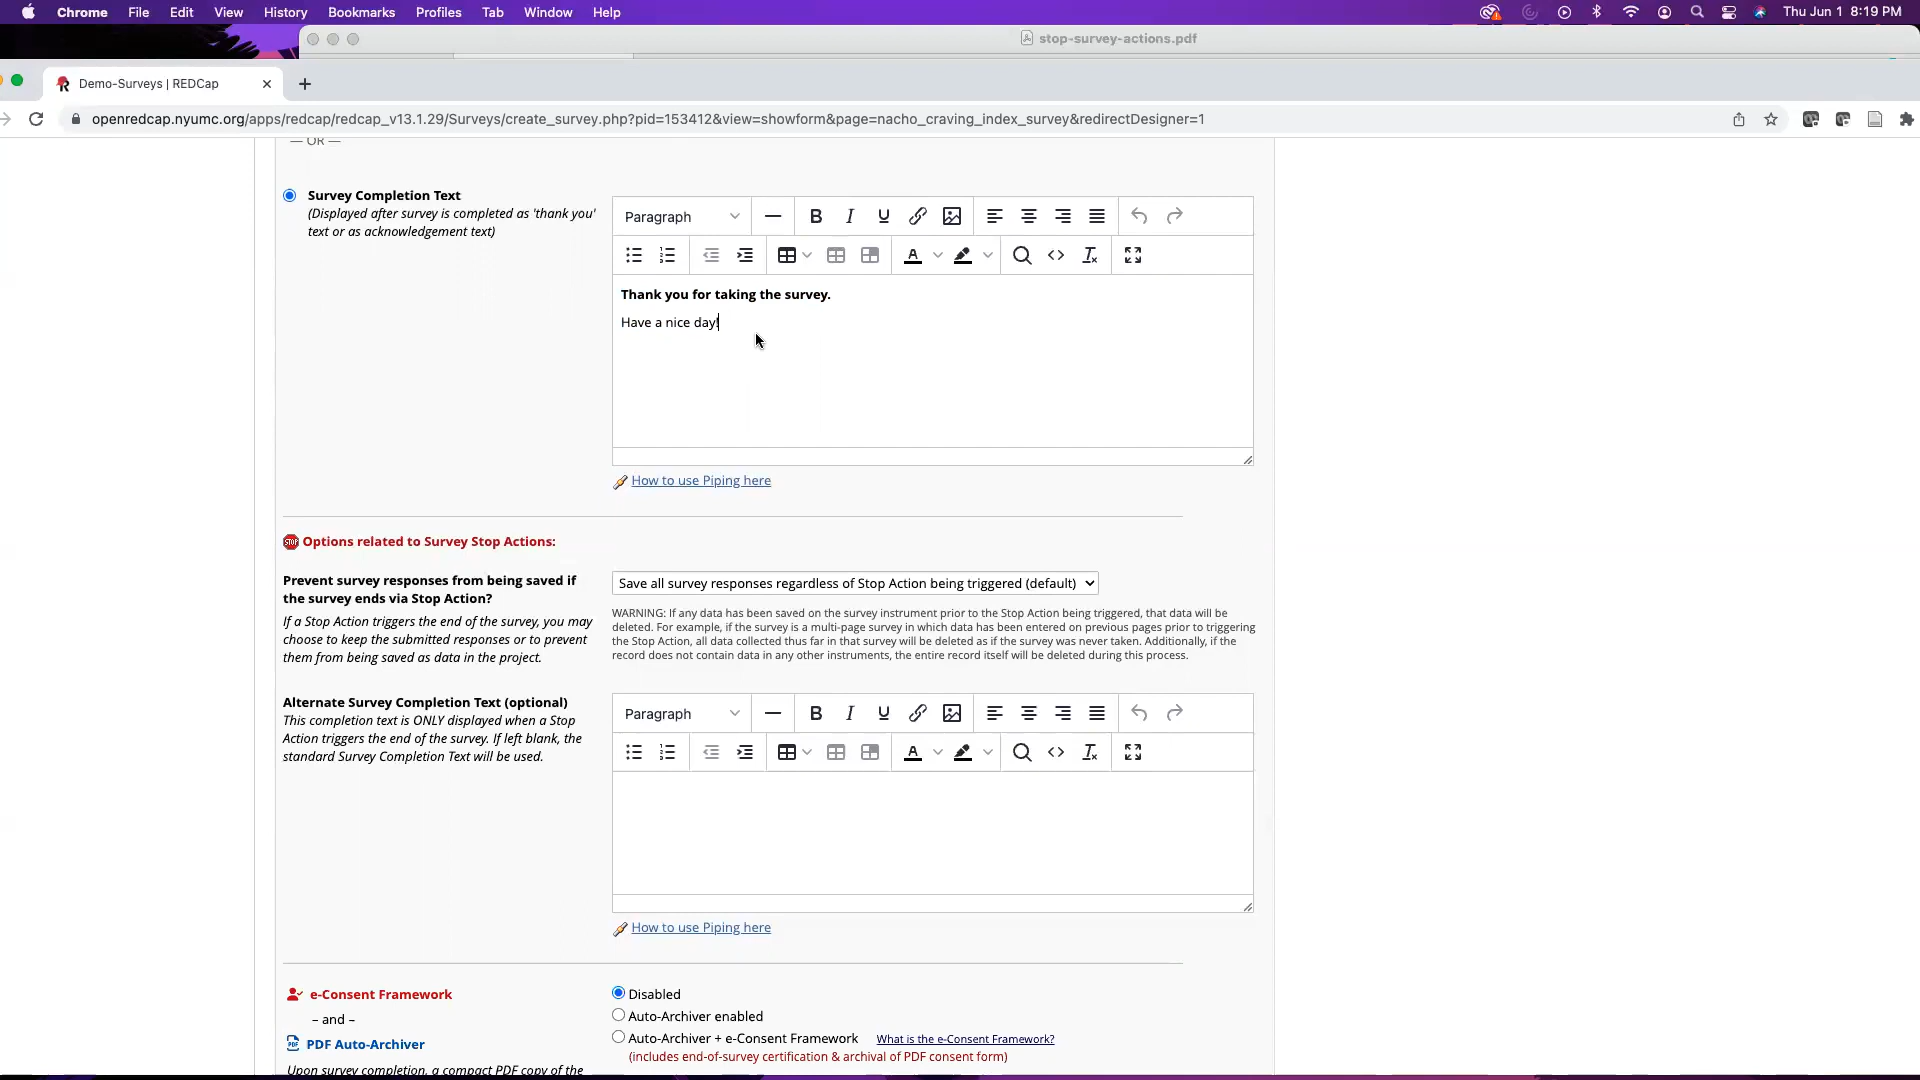 Chrome File Edit View History Bookmarks Profiles Tab Window Help Thu Jun 1 8:19 PM
stop-survey-actions.pdf
Demo-Surveys | REDCap
openredcap.nyumc.org/apps/redcap/redcap_v13.1.29/Surveys/create_survey.php?pid=153412&view=showform&page=nacho_craving_index_survey&redirectDesigner=1
— OR —
Survey Completion Text
(Displayed after survey is completed as 'thank you'
text or as acknowledgement text)
Paragraph
Thank you for taking the survey.
Have a nice day!
How to use Piping here
STOP Options related to Survey Stop Actions:
Prevent survey responses from being saved if
the survey ends via Stop Action?
If a Stop Action triggers the end of the survey, you may
choose to keep the submitted responses or to prevent
them from being saved as data in the project.
Save all survey responses regardless of Stop Action being triggered (default)
WARNING: If any data has been saved on the survey instrument prior to the Stop Action being triggered, that data will be
deleted. For example, if the survey is a multi-page survey in which data has been entered on previous pages prior to triggering
the Stop Action, all data collected thus far in that survey will be deleted as if the survey was never taken. Additionally, if the
record does not contain data in any other instruments, the entire record itself will be deleted during this process.
Alternate Survey Completion Text (optional)
This completion text is ONLY displayed when a Stop
Action triggers the end of the survey. If left blank, the
standard Survey Completion Text will be used.
Paragraph
How to use Piping here
e-Consent Framework
– and –
PDF Auto-Archiver
Upon survey completion, a compact PDF copy of the
Disabled
Auto-Archiver enabled
Auto-Archiver + e-Consent Framework What is the e-Consent Framework?
(includes end-of-survey certification & archival of PDF consent form)